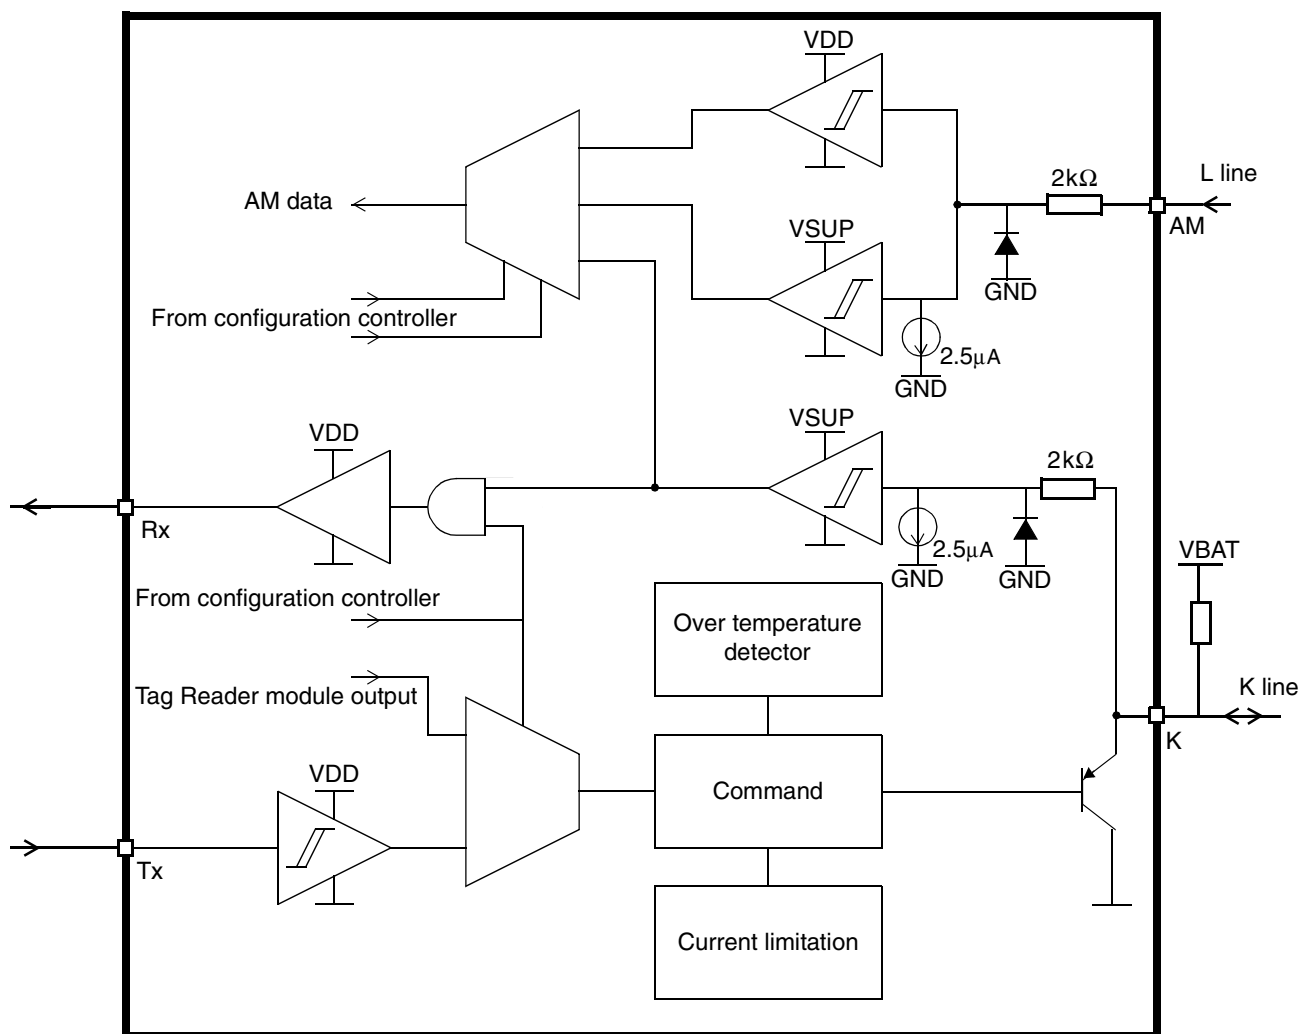 VDD
2kΩ
L line
AM data
AM
VSUP
GND
From configuration controller
2.5μA
GND
VSUP
VDD
2kΩ
Rx
2.5μA
VBAT
GND
GND
From configuration controller
Over temperature
detector
Tag Reader module output
K line
K
VDD
Command
Tx
Current limitation